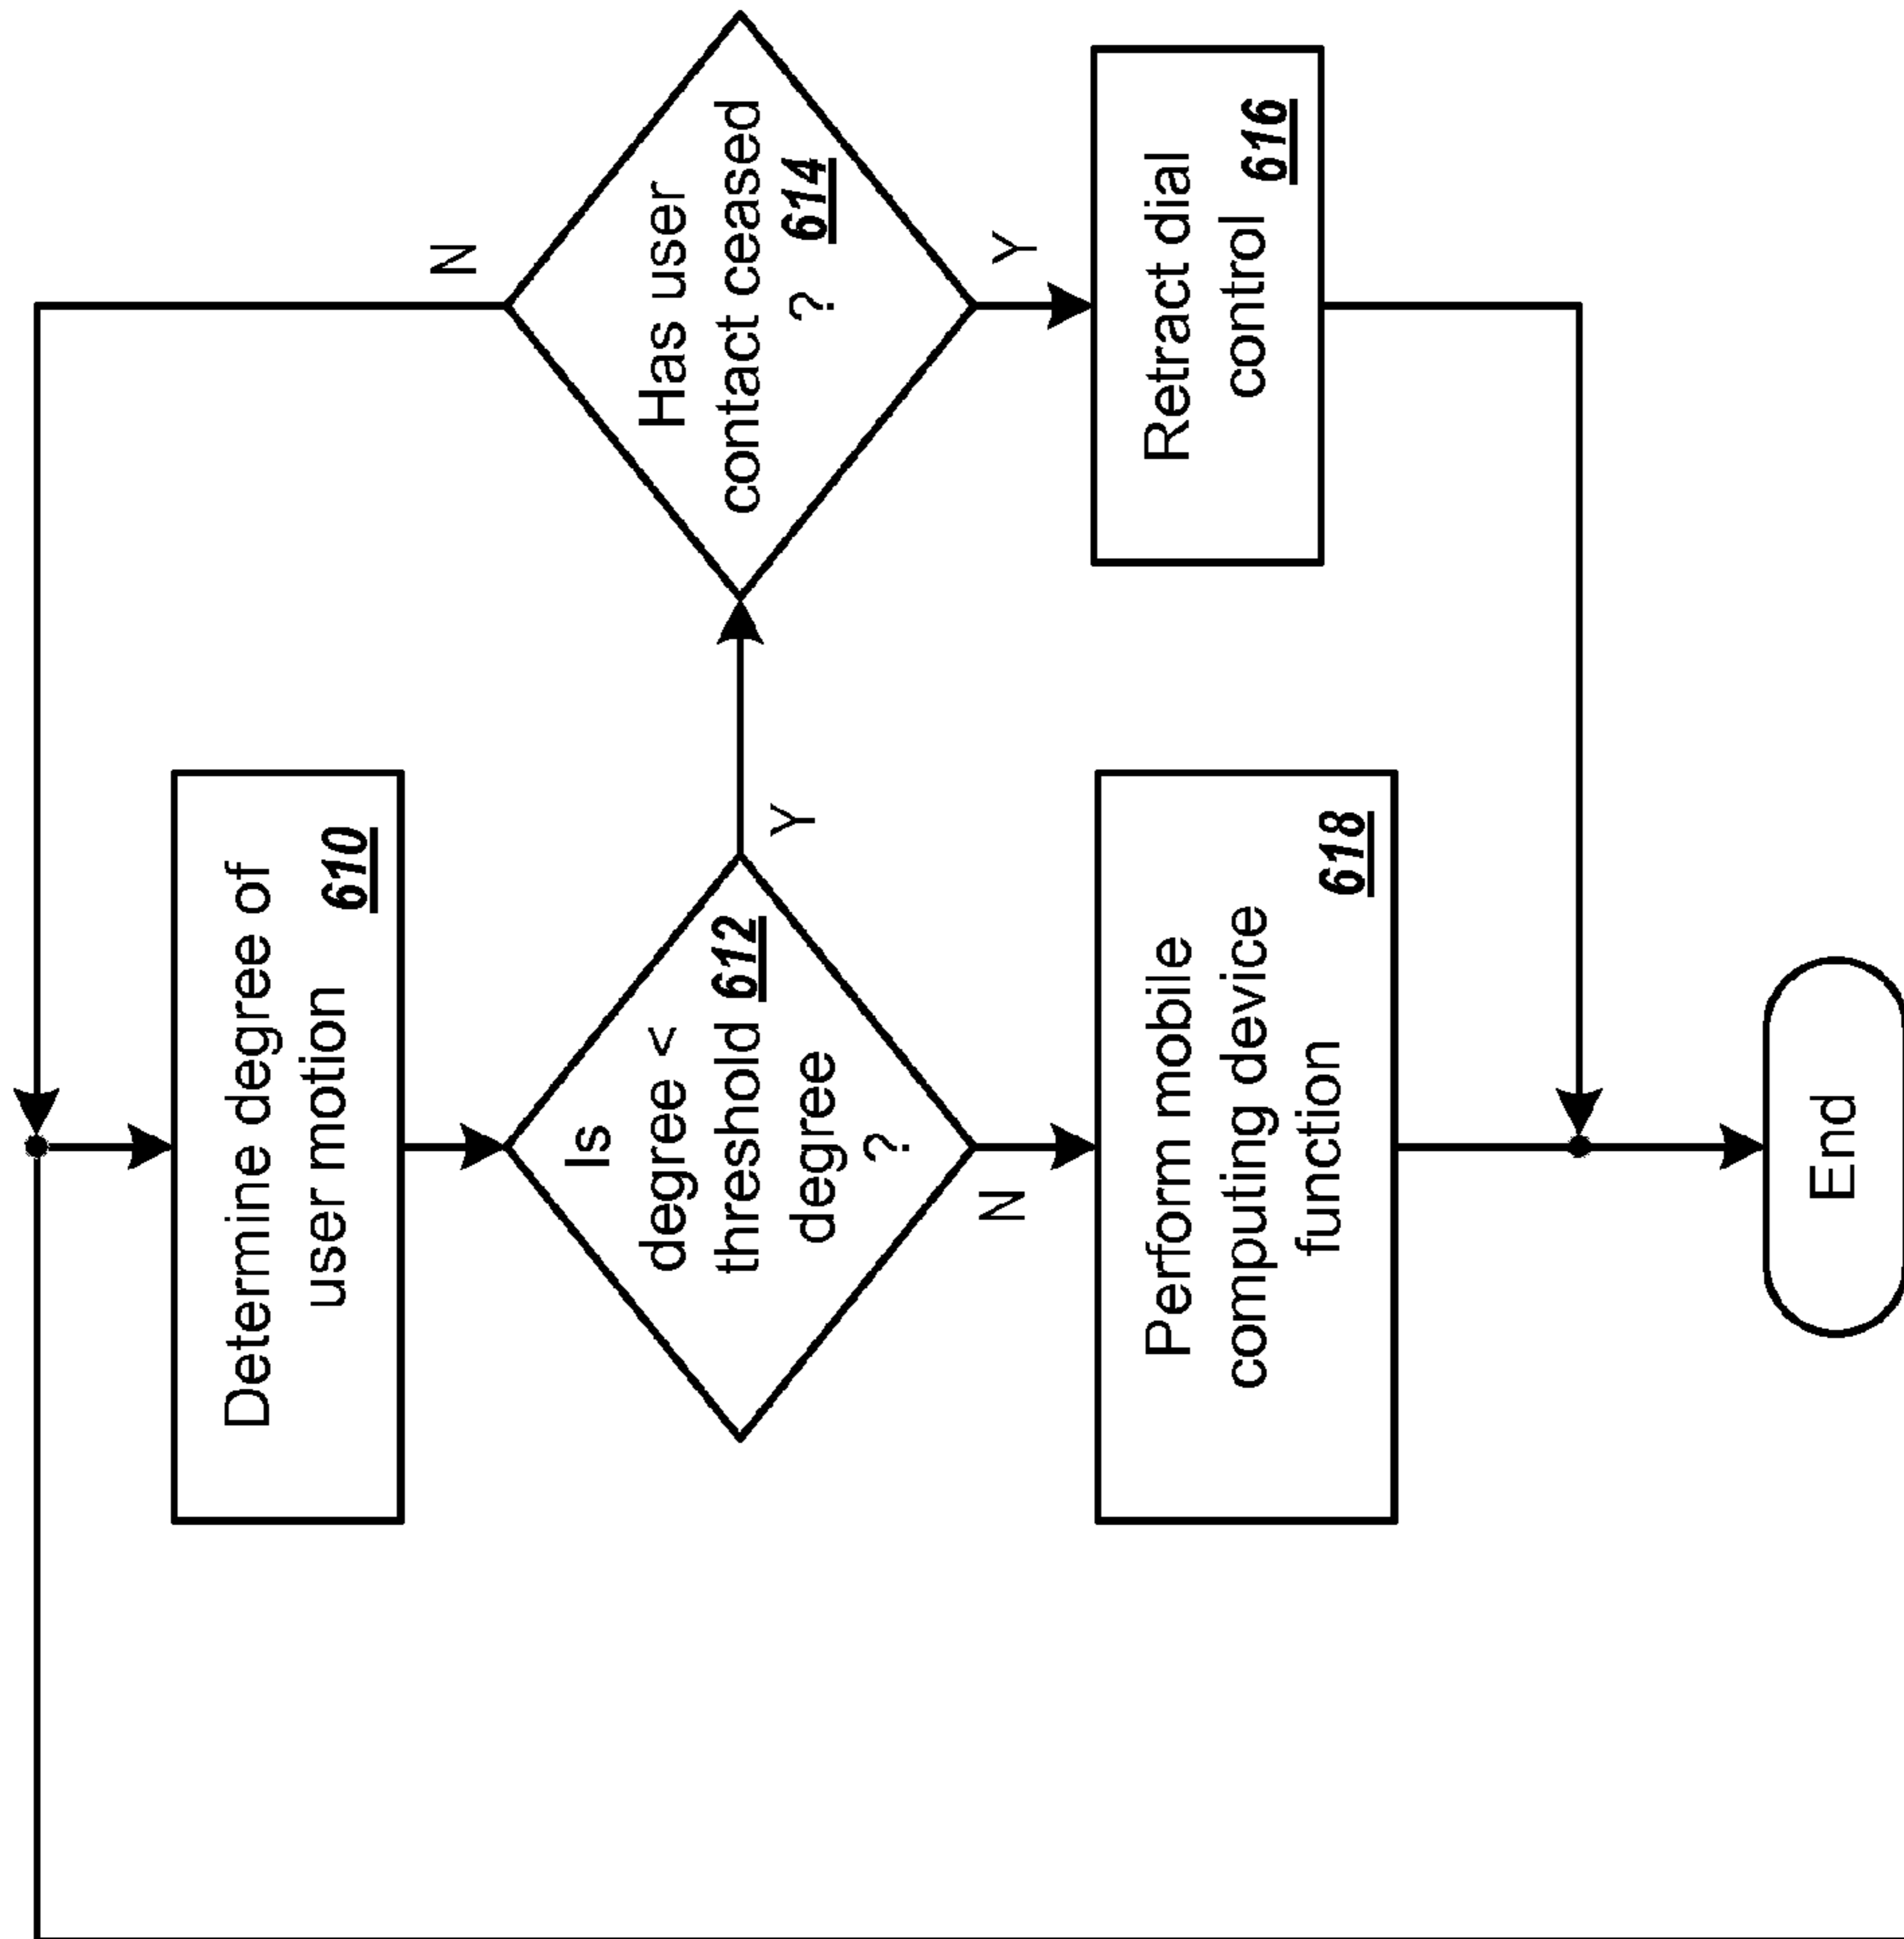 Determine degree of
user motion 610
Is
degree <
threshold 612
degree
?
Y
N
Has user
contact ceased
? 614
N
Y
Retract dial
control 616
Perform mobile
computing device
function 618
End